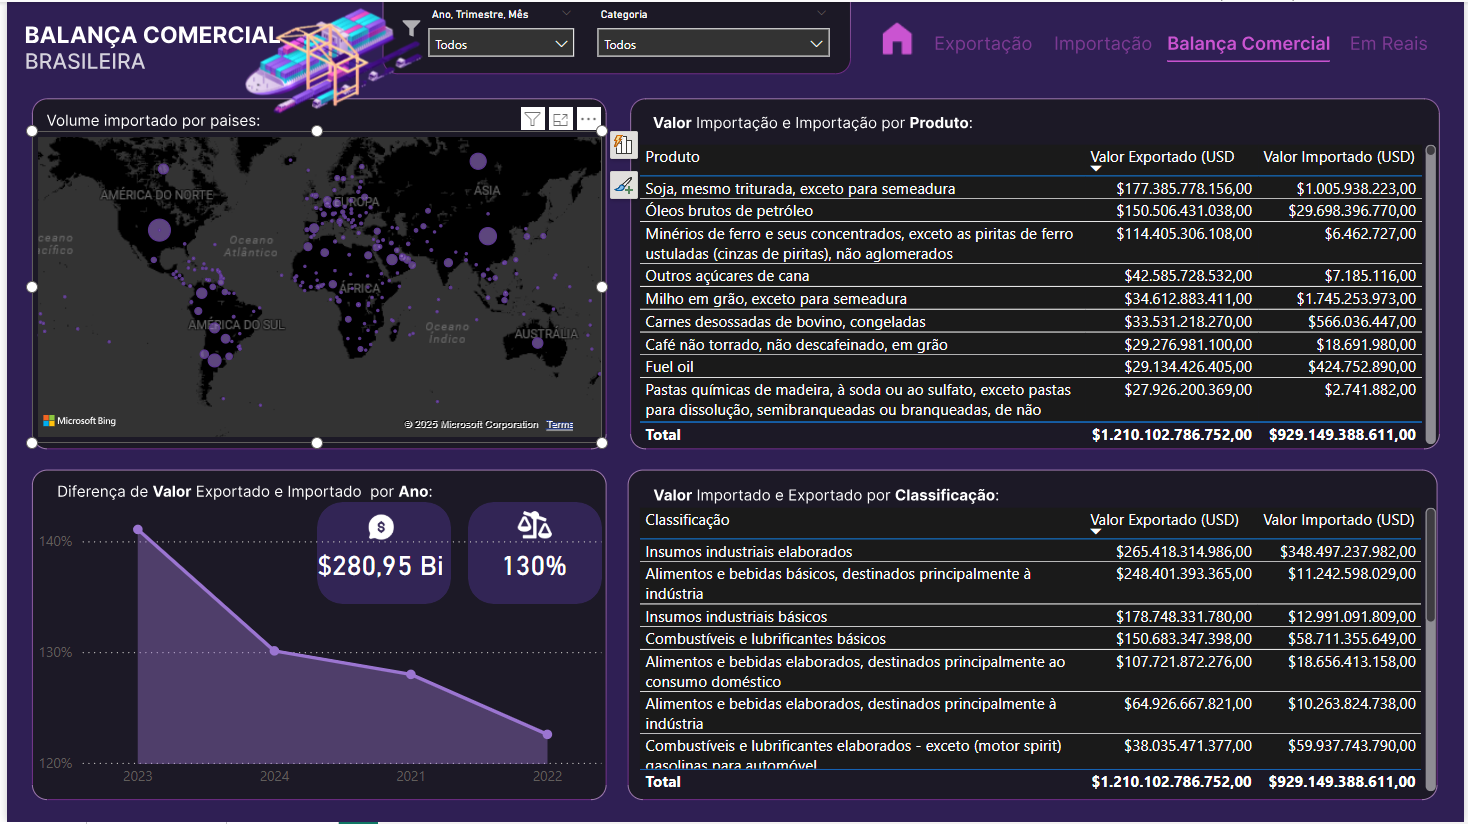 BALANÇA COMERCIAL
BRASILEIRA
Ano, Trimestre, Mês
Todos
Categoria
Todos
Exportação
Importação
Balança Comercial
Em Reais
Volume importado por paises:
AMÉRICA DO NORTE
EUROPA
ÁSIA
ceano
acífico
Oceano
Atlântico
ÁFRICA
AMÉRICA DO SUL
Oceano
Índico
AUSTRÁLIA
Microsoft Bing
© 2025 Microsoft Corporation Terms
Valor Importação e Importação por Produto:
Produto Valor Exportado (USD Valor Importado (USD)
Soja, mesmo triturada, exceto para semeadura $177.385.778.156,00 $1.005.938.223,00
Óleos brutos de petróleo $150.506.431.038,00 $29.698.396.770,00
Minérios de ferro e seus concentrados, exceto as piritas de ferro $114.405.306.108,00 $6.462.727,00
ustuladas (cinzas de piritas), não aglomerados
Outros açúcares de cana $42.585.728.532,00 $7.185.116,00
Milho em grão, exceto para semeadura $34.612.883.411,00 $1.745.253.973,00
Carnes desossadas de bovino, congeladas $33.531.218.270,00 $566.036.447,00
Café não torrado, não descafeinado, em grão $29.276.981.100,00 $18.691.980,00
Fuel oil $29.134.426.405,00 $424.752.890,00
Pastas químicas de madeira, à soda ou ao sulfato, exceto pastas $27.926.200.369,00 $2.741.882,00
para dissolução, semibranqueadas ou branqueadas, de não
Total $1.210.102.786.752,00 $929.149.388.611,00
Diferença de Valor Exportado e Importado por Ano:
$280,95 Bi
130%
140%
130%
120%
2023 2024 2021 2022
Valor Importado e Exportado por Classificação:
Classificação Valor Exportado (USD) Valor Importado (USD)
Insumos industriais elaborados $265.418.314.986,00 $348.497.237.982,00
Alimentos e bebidas básicos, destinados principalmente à $248.401.393.365,00 $11.242.598.029,00
indústria
Insumos industriais básicos $178.748.331.780,00 $12.991.091.809,00
Combustíveis e lubrificantes básicos $150.683.347.398,00 $58.711.355.649,00
Alimentos e bebidas elaborados, destinados principalmente ao $107.721.872.276,00 $18.656.413.158,00
consumo doméstico
Alimentos e bebidas elaborados, destinados principalmente à $64.926.667.821,00 $10.263.824.738,00
indústria
Combustíveis e lubrificantes elaborados - exceto (motor spirit) $38.035.471.377,00 $59.937.743.790,00
gasolinas para automóvel
Total $1.210.102.786.752,00 $929.149.388.611,00